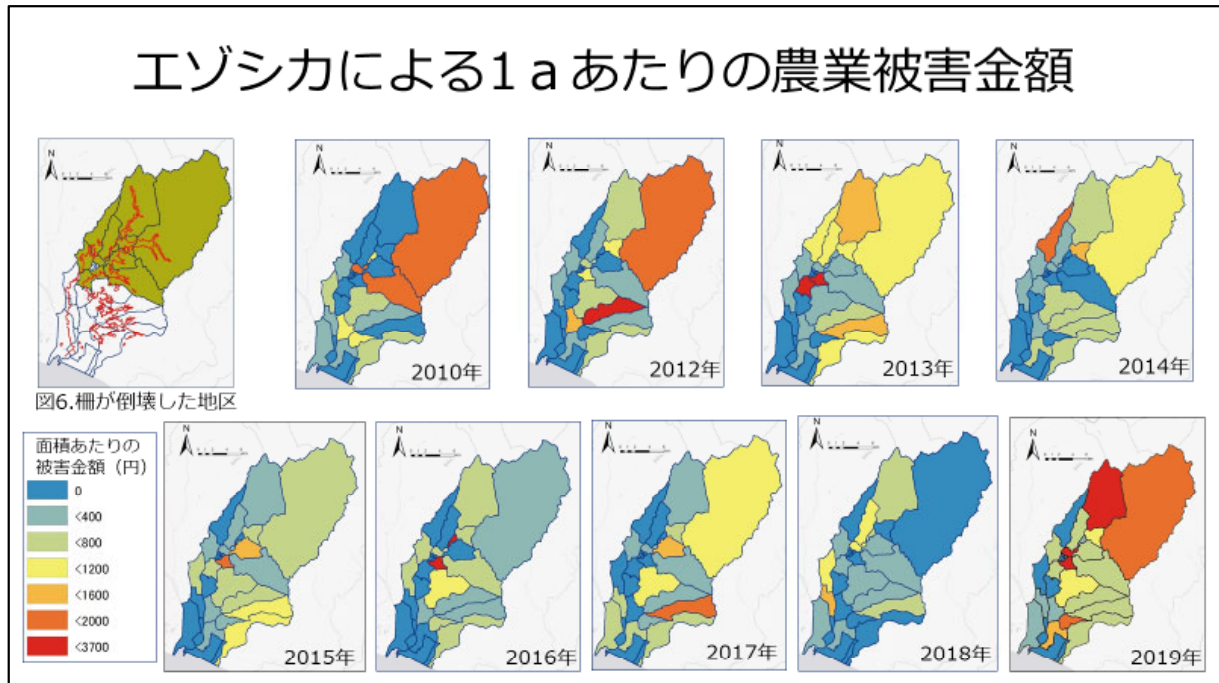 エゾシカによる1aあたりの農業被害金額
N
N
N
N
N
2010年
2012年
2013年
2014年
図6.柵が倒壊した地区
面積あたりの
被害金額（円）
0
<400
<800
<1200
<1600
<2000
<3700
N
N
N
N
N
2015年
2016年
2017年
2018年
2019年